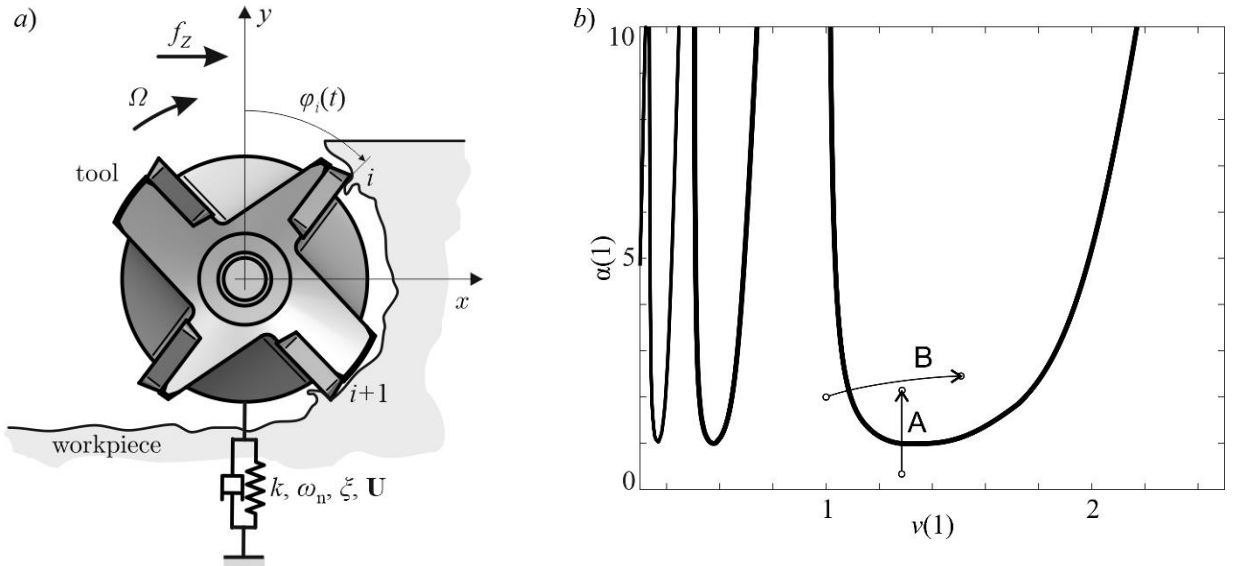 a)
y
f_Z
Ω
φ_i(t)
tool
i
x
i+1
workpiece
k, ω_n, ξ, U
b)
10
α(1)
5
B
A
0
1
2
ν(1)